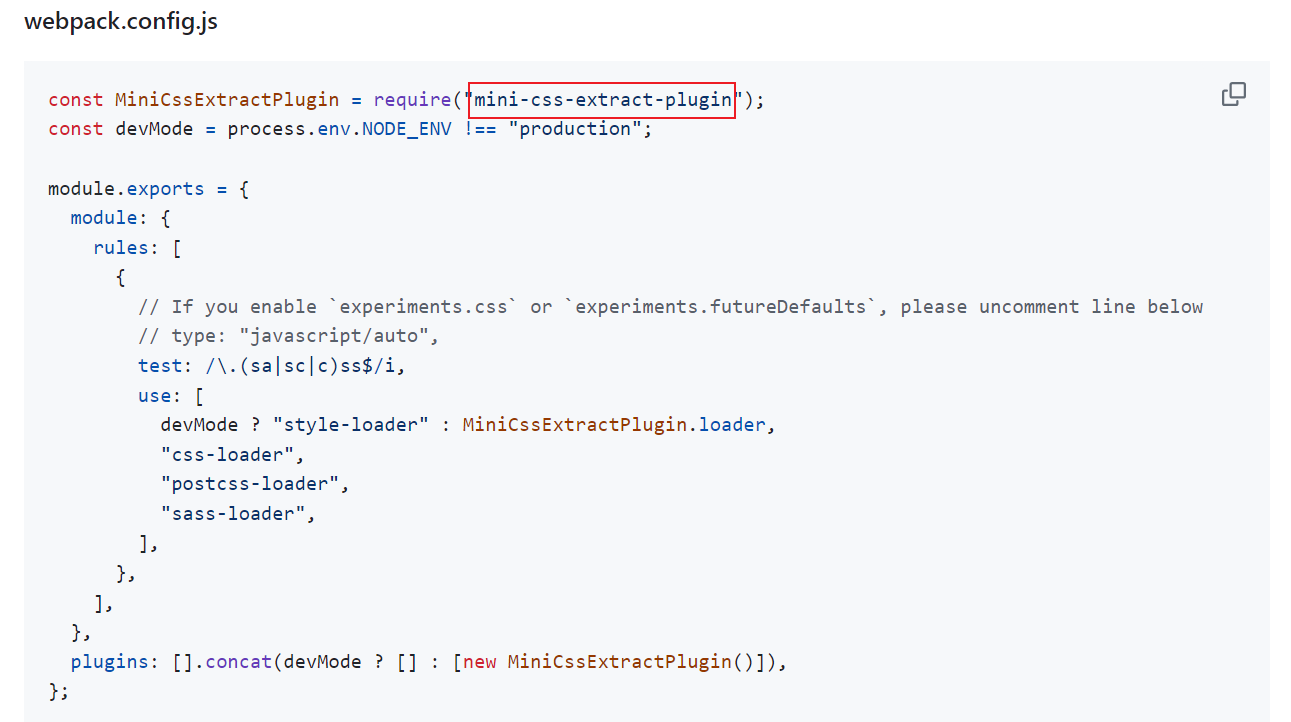 webpack.config.js
const MiniCssExtractPlugin = require("mini-css-extract-plugin");
const devMode = process.env.NODE_ENV !== "production";
module.exports = {
  module: {
    rules: [
      {
        // If you enable `experiments.css` or `experiments.futureDefaults`, please uncomment line below
        // type: "javascript/auto",
        test: /\.(sa|sc|c)ss$/i,
        use: [
          devMode ? "style-loader" : MiniCssExtractPlugin.loader,
          "css-loader",
          "postcss-loader",
          "sass-loader",
        ],
      },
    ],
  },
  plugins: [].concat(devMode ? [] : [new MiniCssExtractPlugin()]),
};